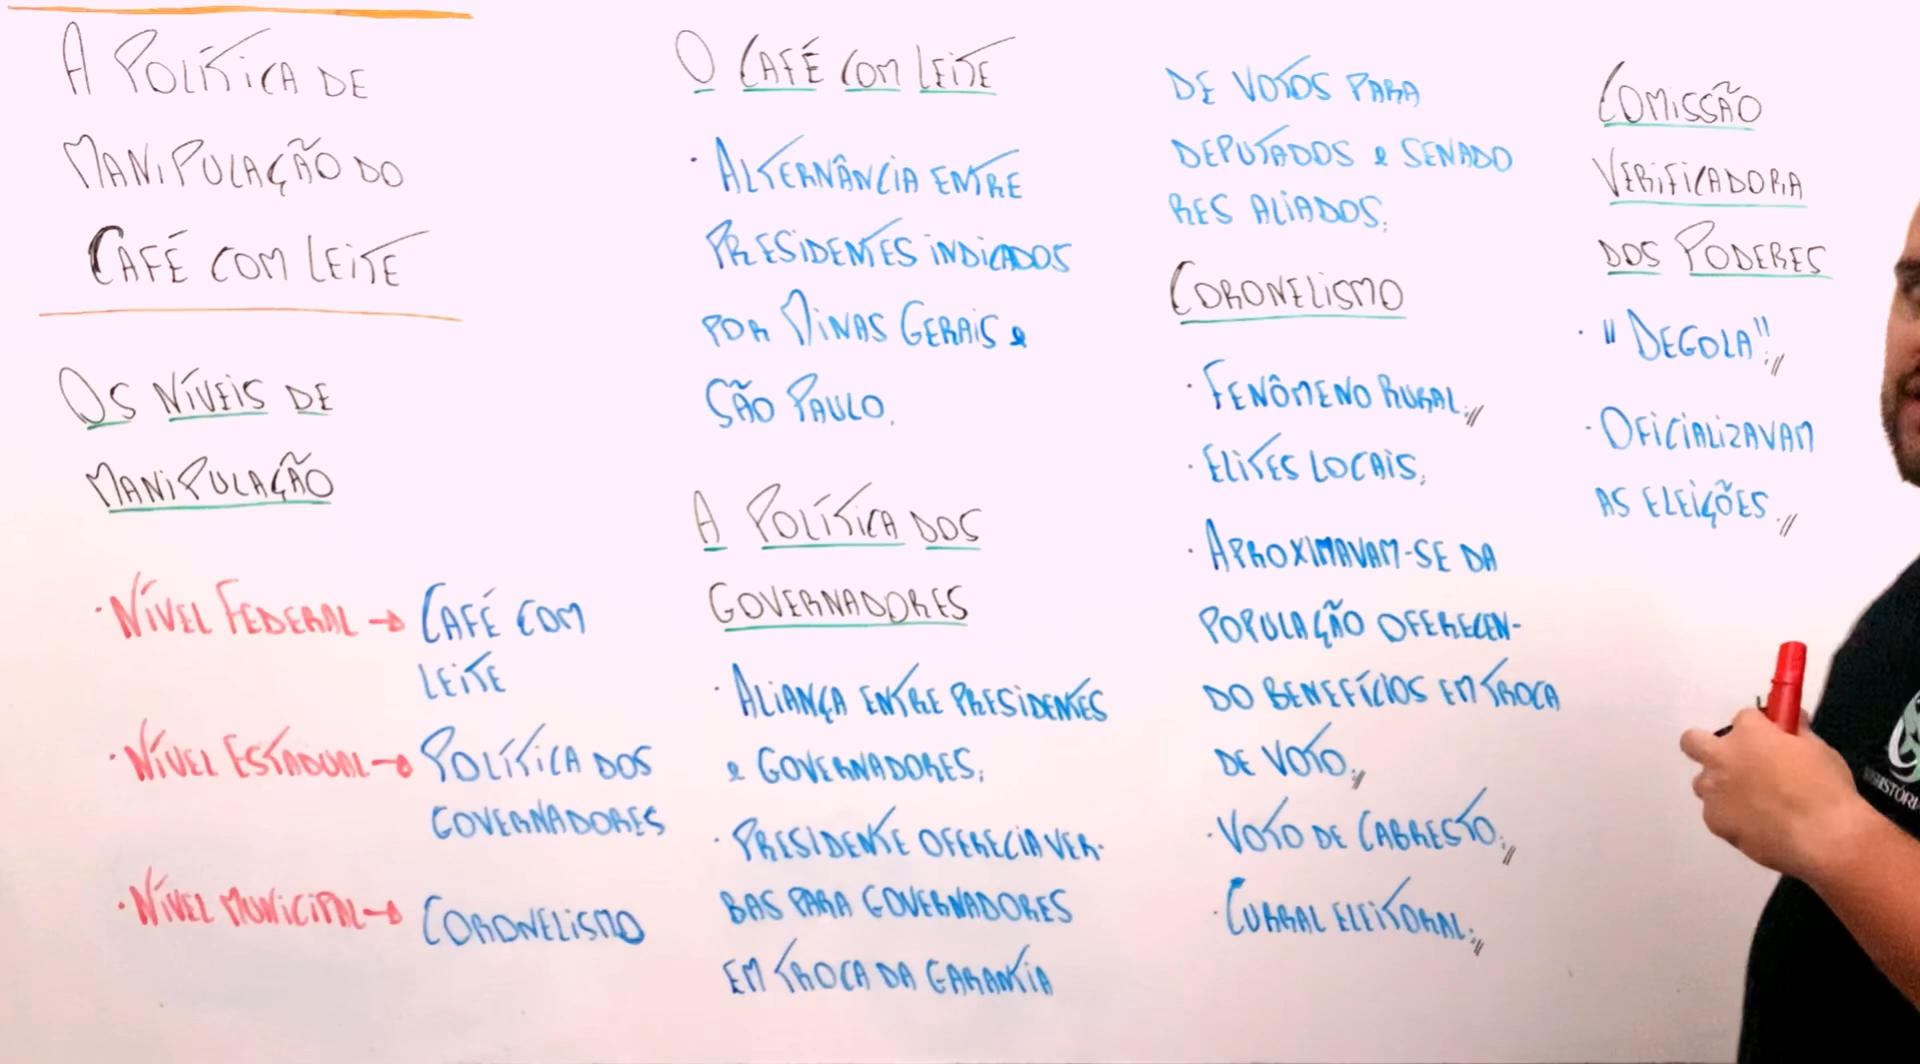 A POLÍTICA DE
MANIPULAÇÃO DO
CAFÉ COM LEITE
OS NÍVEIS DE
MANIPULAÇÃO
· NÍVEL FEDERAL → CAFÉ COM
LEITE
· NÍVEL ESTADUAL → POLÍTICA DOS
GOVERNADORES
· NÍVEL MUNICIPAL → CORONELISMO
O CAFÉ COM LEITE
· ALTERNÂNCIA ENTRE
PRESIDENTES INDICADOS
POR MINAS GERAIS e
SÃO PAULO.
A POLÍTICA DOS
GOVERNADORES
· ALIANÇA ENTRE PRESIDENTES
e GOVERNADORES;
· PRESIDENTE OFERECIA VER-
BAS PARA GOVERNADORES
EM TROCA DA GARANTIA
DE VOTOS PARA
DEPUTADOS e SENADO
RES ALIADOS;
CORONELISMO
· FENÔMENO RURAL;//
· ELITES LOCAIS;
· APROXIMAVAM-SE DA
POPULAÇÃO OFERECEN-
DO BENEFÍCIOS EM TROCA
DE VOTO;//
· VOTO DE CABRESTO;//
· CURRAL ELEITORAL;//
COMISSÃO
VERIFICADORA
DOS PODERES
· "DEGOLA";//
· OFICIALIZAVAM
AS ELEIÇÕES.//